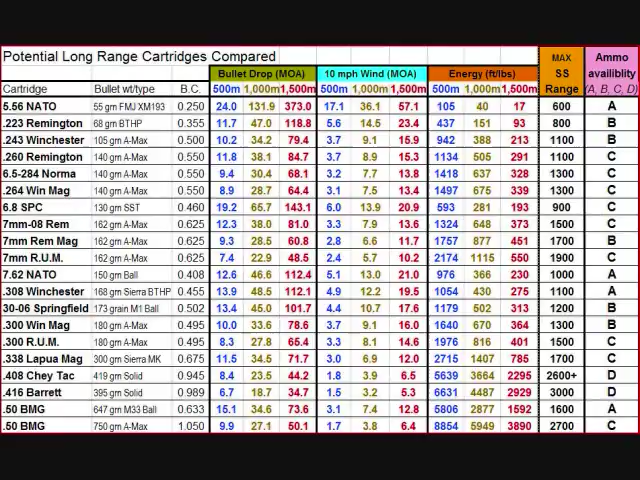 Potential Long Range Cartridges Compared MAX Ammo
Bullet Drop (MOA) 10 mph Wind (MOA) Energy (ft/lbs) SS availiblity
Cartridge Bullet wt/type B.C. 500m 1,000m 1,500m 500m 1,000m 1,500m 500m 1,000m 1,500m Range (A, B, C, D)
5.56 NATO 55 gm FMJ XM193 0.250 24.0 131.9 373.0 17.1 36.1 57.1 105 40 17 600 A
.223 Remington 68 gm BTHP 0.355 11.7 47.0 118.8 5.6 14.5 23.4 437 151 93 800 B
.243 Winchester 105 gm A-Max 0.550 10.2 34.2 79.4 3.7 9.1 15.9 942 388 213 1100 B
.260 Remington 140 gm A-Max 0.550 11.8 38.1 84.7 3.7 8.9 15.3 1134 505 291 1100 C
6.5-284 Norma 140 gm A-Max 0.550 9.4 30.4 68.1 3.2 7.7 13.8 1418 637 328 1300 C
.264 Win Mag 140 gm A-Max 0.550 8.9 28.7 64.4 3.1 7.5 13.4 1497 675 339 1300 C
6.8 SPC 130 gm SST 0.460 19.2 65.7 143.1 6.0 13.9 20.9 593 281 193 900 C
7mm-08 Rem 162 gm A-Max 0.625 12.3 38.0 81.0 3.3 7.9 13.6 1324 648 373 1500 C
7mm Rem Mag 162 gm A-Max 0.625 9.3 28.5 60.8 2.8 6.6 11.7 1757 877 451 1700 B
7mm R.U.M. 162 gm A-Max 0.625 7.4 22.9 48.5 2.4 5.7 10.2 2174 1115 550 1900 C
7.62 NATO 150 gm Ball 0.408 12.6 46.6 112.4 5.1 13.0 21.0 976 366 230 1000 A
.308 Winchester 168 gm Sierra BTHP 0.455 13.9 48.5 112.1 4.9 12.2 19.5 1054 430 275 1100 A
30-06 Springfield 173 grain M1 Ball 0.502 13.4 45.0 101.7 4.4 10.7 17.6 1179 502 313 1200 B
.300 Win Mag 180 gm A-Max 0.495 10.0 33.6 78.6 3.7 9.1 16.0 1640 670 364 1300 B
.300 R.U.M. 180 gm A-Max 0.495 8.3 27.8 65.4 3.3 8.1 14.6 1976 816 401 1500 C
.338 Lapua Mag 300 gm Sierra MK 0.675 11.5 34.5 71.7 3.0 6.9 12.0 2715 1407 785 1700 C
.408 Chey Tac 419 gm Solid 0.945 8.4 23.5 44.2 1.8 3.9 6.5 5639 3664 2295 2600+ D
.416 Barrett 395 gm Solid 0.989 6.7 18.7 34.7 1.5 3.2 5.3 6631 4487 2929 3000 D
.50 BMG 647 gm M33 Ball 0.633 15.1 34.6 73.6 3.1 7.4 12.8 5806 2877 1592 1600 A
.50 BMG 750 gm A-Max 1.050 9.9 27.1 50.1 1.7 3.8 6.4 8854 5949 3890 2700 C